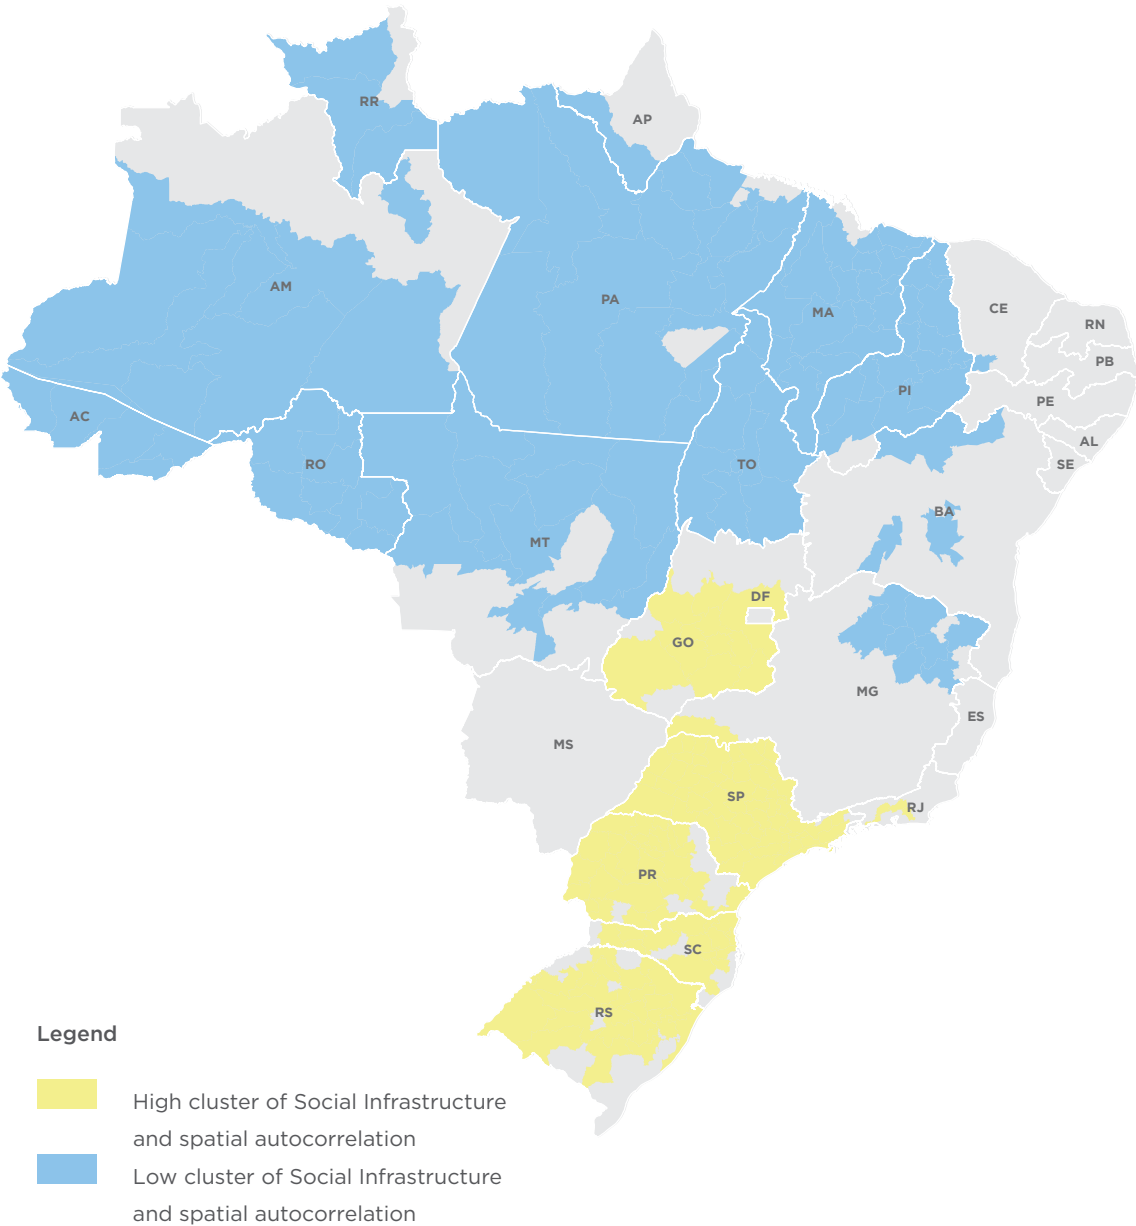 RR
AP
AM
PA
MA
CE
RN
PB
PI
PE
AC
AL
RO
TO
SE
BA
MT
DF
GO
MG
ES
MS
SP
RJ
PR
SC
RS
Legend
High cluster of Social Infrastructure
and spatial autocorrelation
Low cluster of Social Infrastructure
and spatial autocorrelation